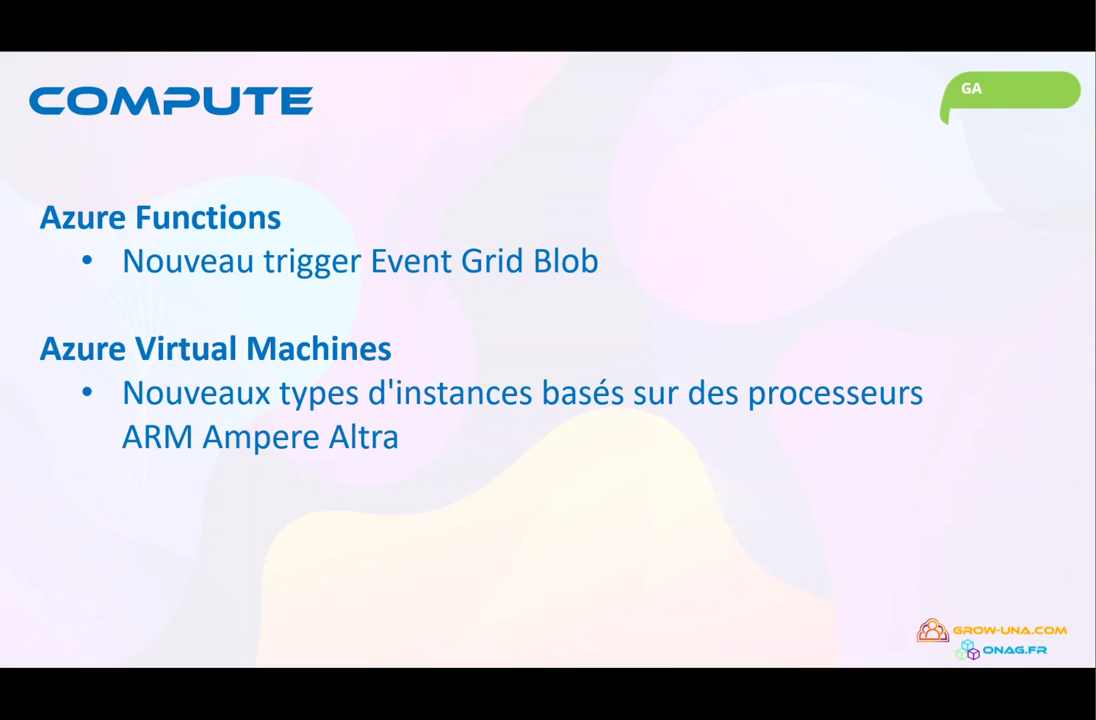 COMPUTE
GA
Azure Functions
• Nouveau trigger Event Grid Blob
Azure Virtual Machines
• Nouveaux types d'instances basés sur des processeurs
ARM Ampere Altra
GROW-UNA.COM
ONAG.FR